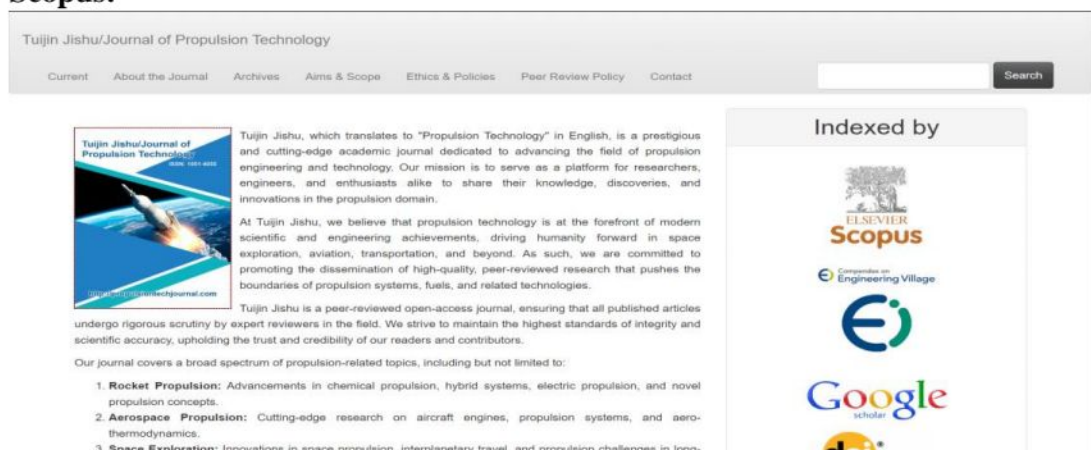 Scopus.
Tuijin Jishu/Journal of Propulsion Technology
Current About the Journal Archives Aims & Scope Ethics & Policies Peer Review Policy Contact
Search
Tuijin Jishu/Journal of
Propulsion Technology
Tuijin Jishu, which translates to "Propulsion Technology" in English, is a prestigious
and cutting-edge academic journal dedicated to advancing the field of propulsion
engineering and technology. Our mission is to serve as a platform for researchers,
engineers, and enthusiasts alike to share their knowledge, discoveries, and
innovations in the propulsion domain.
At Tuijin Jishu, we believe that propulsion technology is at the forefront of modern
scientific and engineering achievements, driving humanity forward in space
exploration, aviation, transportation, and beyond. As such, we are committed to
promoting the dissemination of high-quality, peer-reviewed research that pushes the
boundaries of propulsion systems, fuels, and related technologies.
Tuijin Jishu is a peer-reviewed open-access journal, ensuring that all published articles
undergo rigorous scrutiny by expert reviewers in the field. We strive to maintain the highest standards of integrity and
scientific accuracy, upholding the trust and credibility of our readers and contributors.
Our journal covers a broad spectrum of propulsion-related topics, including but not limited to:
1. Rocket Propulsion: Advancements in chemical propulsion, hybrid systems, electric propulsion, and novel
propulsion concepts.
2. Aerospace Propulsion: Cutting-edge research on aircraft engines, propulsion systems, and aero-
thermodynamics.
3. Space Exploration: Innovations in space propulsion, interplanetary travel, and propulsion challenges in long-
Indexed by
ELSEVIER
Scopus
Compendex on
Engineering Village
Ei
Google
scholar